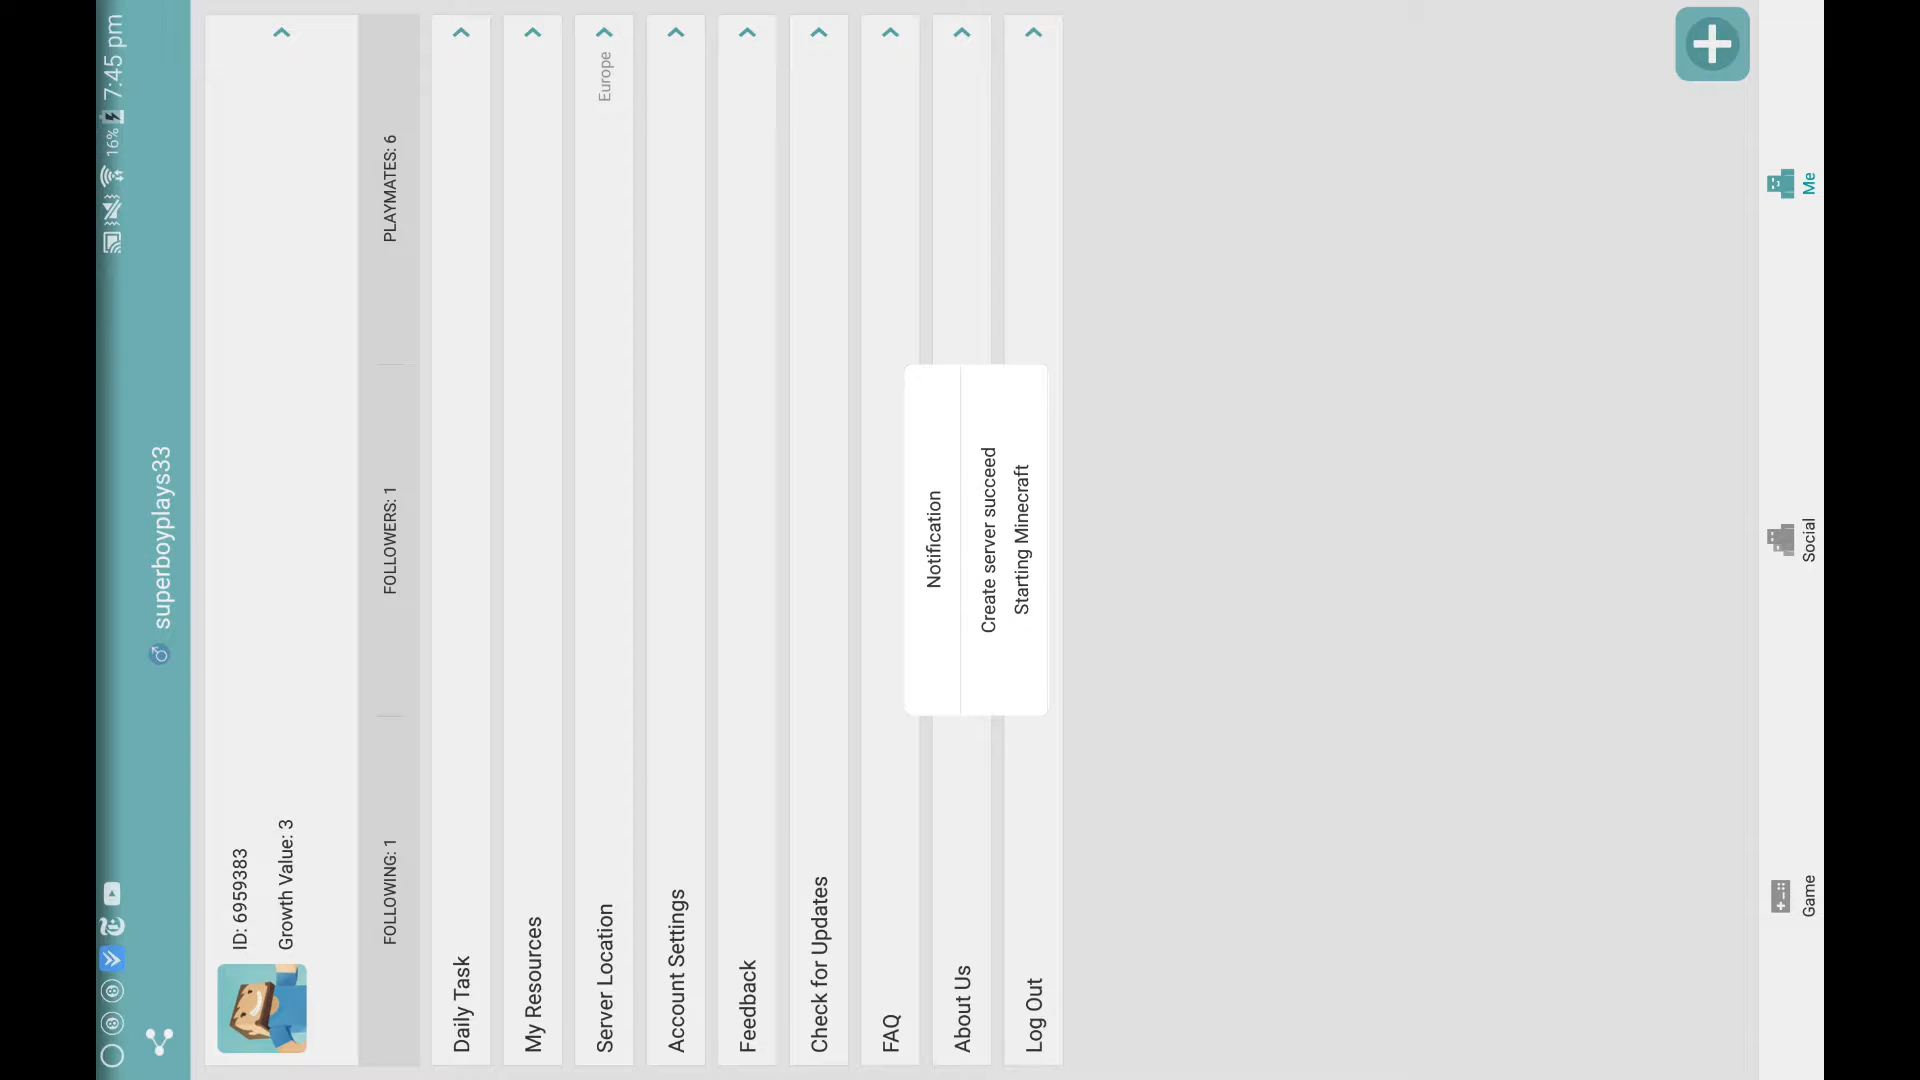 16% 7:45 pm
superboyplays33
ID: 6959383
Growth Value: 3
FOLLOWING: 1 FOLLOWERS: 1 PLAYMATES: 6
Daily Task
My Resources
Server Location Europe
Account Settings
Feedback
Check for Updates
FAQ
Notification
About Us
Create server succeed
Starting Minecraft
Log Out
Game Social Me